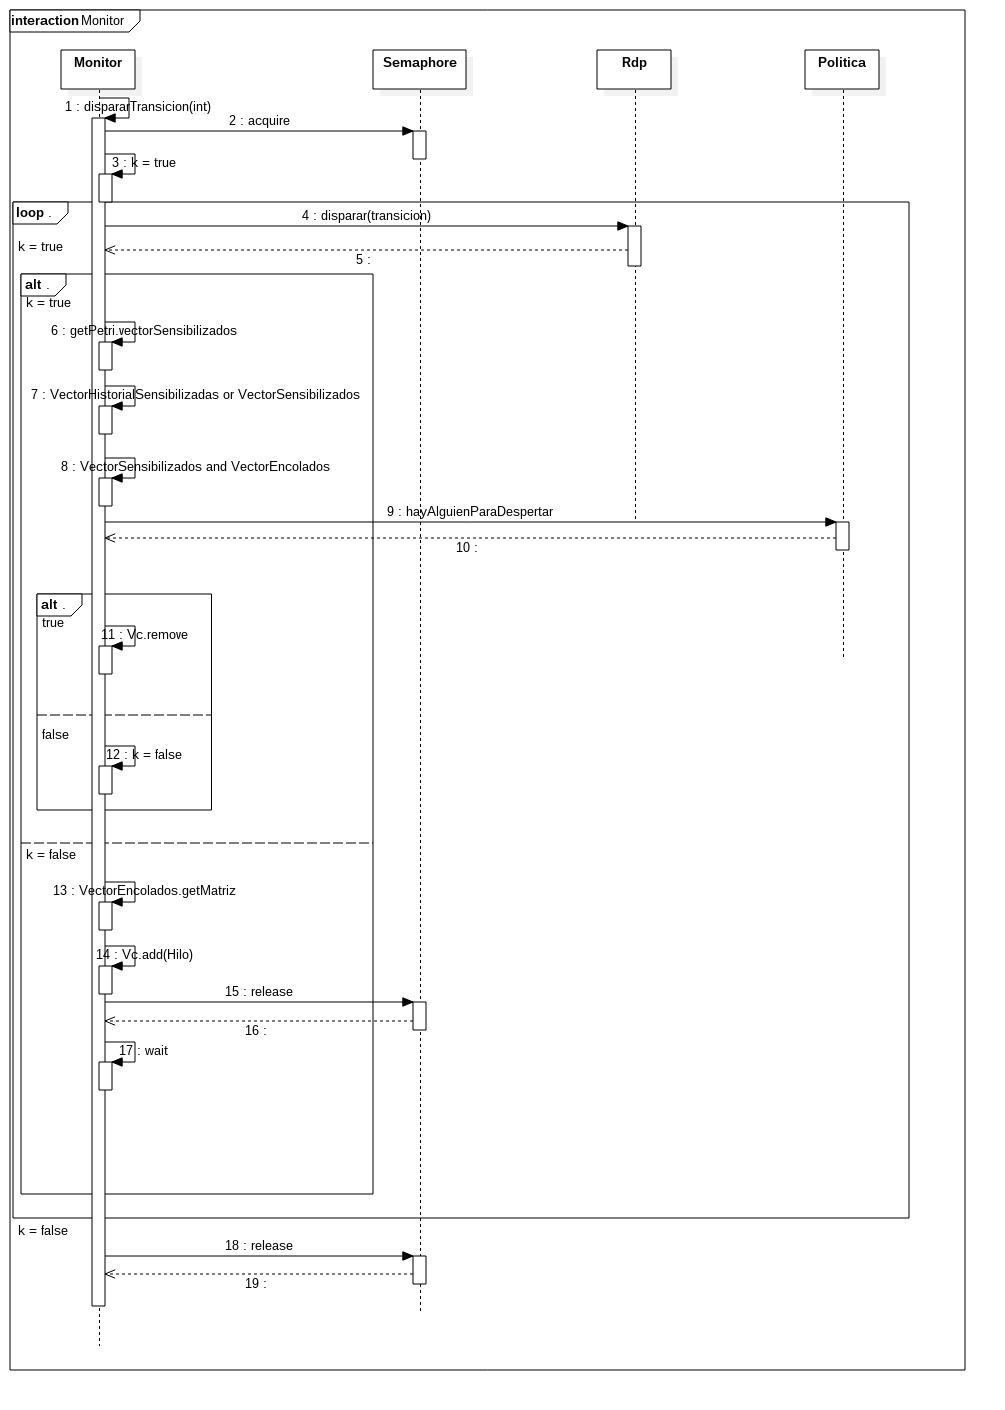 interaction Monitor
Monitor
Semaphore
Rdp
Politica
1 : dispararTransicion(int)
2 : acquire
3 : k = true
loop .
4 : disparar(transicion)
k = true
5 :
alt .
k = true
6 : getPetri.vectorSensibilizados
7 : VectorHistorialSensibilizadas or VectorSensibilizados
8 : VectorSensibilizados and VectorEncolados
9 : hayAlguienParaDespertar
10 :
alt .
true
11 : Vc.remove
false
12 : k = false
k = false
13 : VectorEncolados.getMatriz
14 : Vc.add(Hilo)
15 : release
16 :
17 : wait
k = false
18 : release
19 :